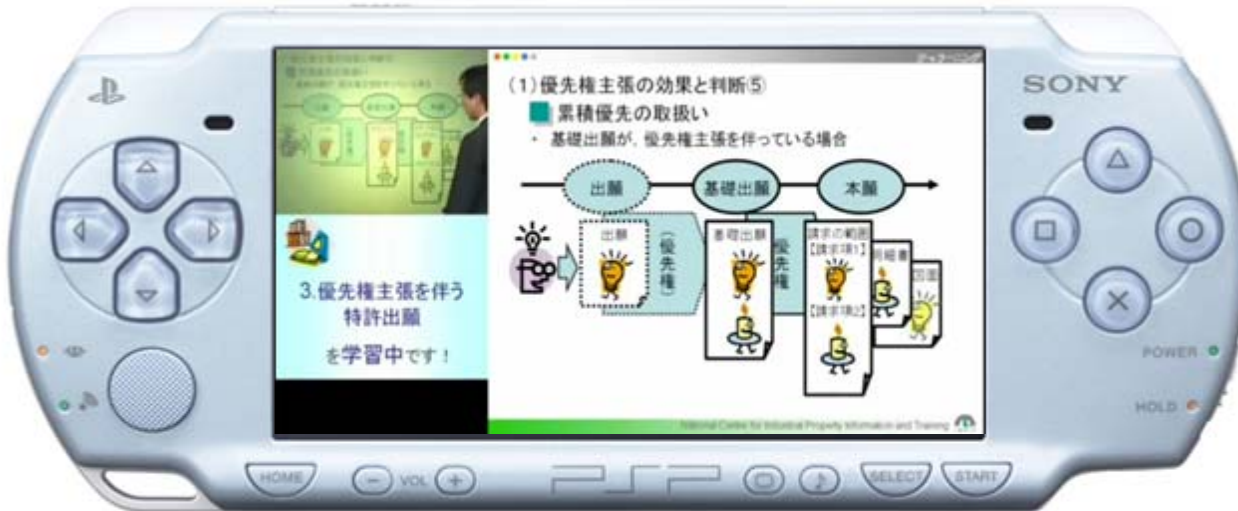 SONY
(1)優先権主張の効果と判断⑤
累積優先の取扱い
・ 基礎出願が，優先権主張を伴っている場合
出願
基礎出願
本願
出願
(優先権)
基礎出願
優先権
請求の範囲
【請求項1】
【請求項2】
明細書
図面
3.優先権主張を伴う
特許出願
を学習中です！
National Centre for Industrial Property Information and Training
POWER
HOLD
HOME
VOL
PSP
SELECT
START